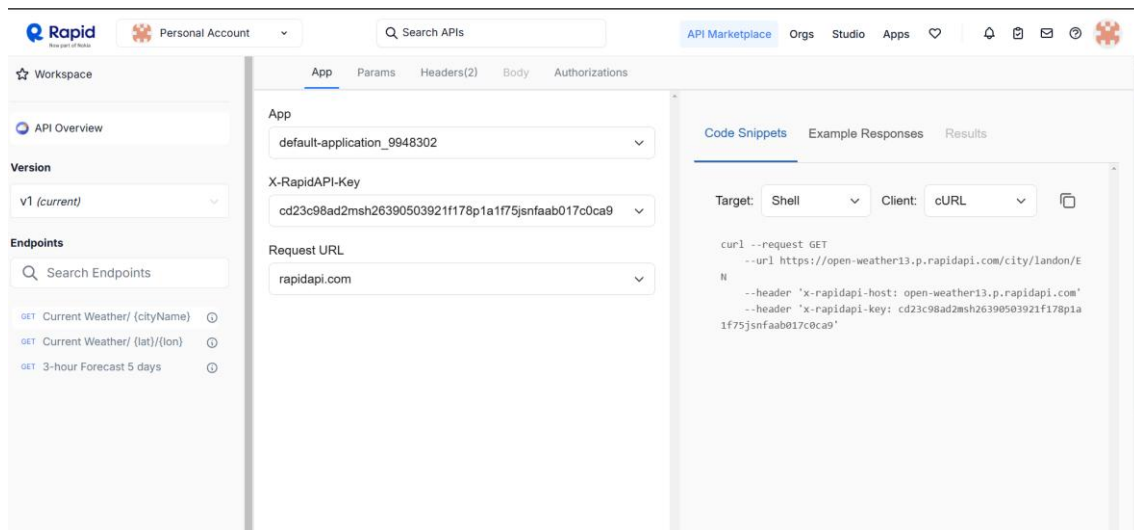 Rapid
Now part of Nokia
Personal Account
Search APIs
API Marketplace
Orgs
Studio
Apps
Workspace
API Overview
Version
v1 (current)
Endpoints
Search Endpoints
GET Current Weather/ {cityName}
GET Current Weather/ {lat}/{lon}
GET 3-hour Forecast 5 days
App
Params
Headers(2)
Body
Authorizations
App
default-application_9948302
X-RapidAPI-Key
cd23c98ad2msh26390503921f178p1a1f75jsnfaab017c0ca9
Request URL
rapidapi.com
Code Snippets
Example Responses
Results
Target:
Shell
Client:
cURL
curl --request GET
--url https://open-weather13.p.rapidapi.com/city/landon/E
N
--header 'x-rapidapi-host: open-weather13.p.rapidapi.com'
--header 'x-rapidapi-key: cd23c98ad2msh26390503921f178p1a
1f75jsnfaab017c0ca9'